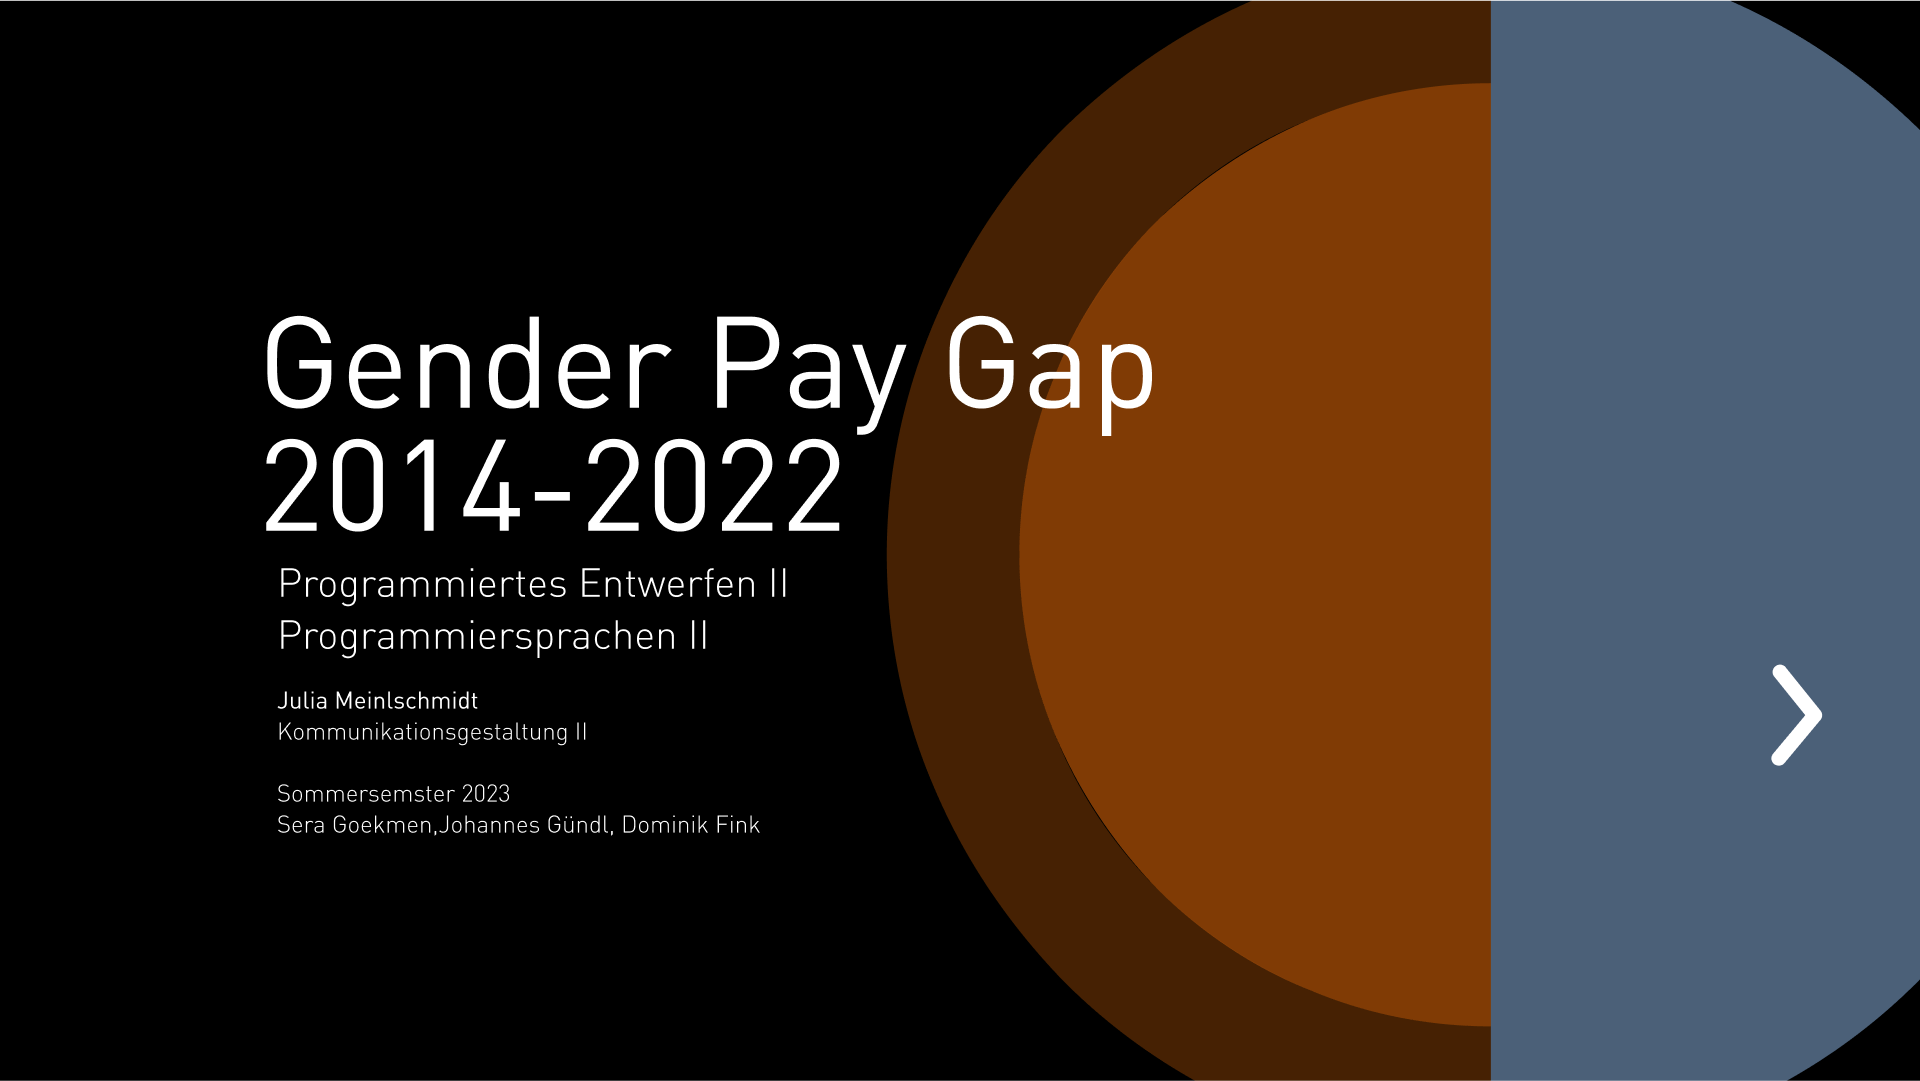 Gender Pay Gap
2014-2022
Programmiertes Entwerfen II
Programmiersprachen II
Julia Meinlschmidt
Kommunikationsgestaltung II
Sommersemster 2023
Sera Goekmen,Johannes Gündl, Dominik Fink